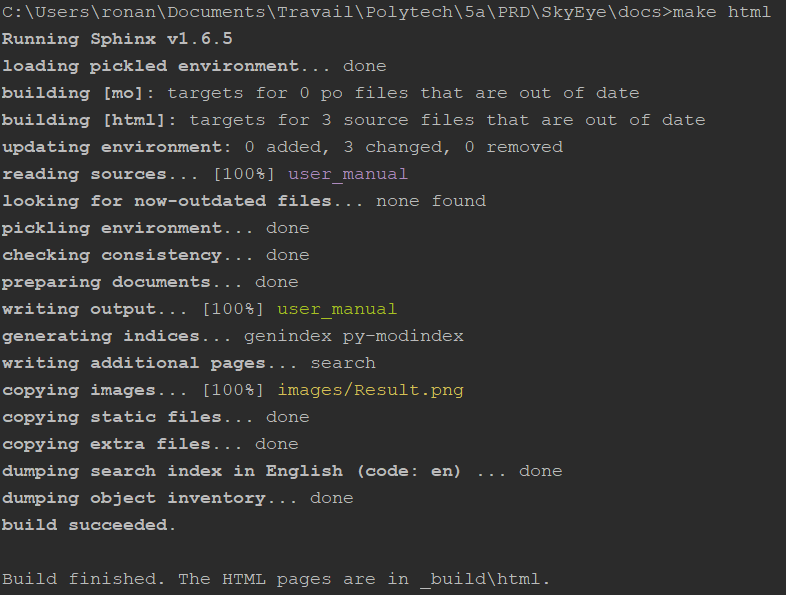 C:\Users\ronan\Documents\Travail\Polytech\5a\PRD\SkyEye\docs>make html
Running Sphinx v1.6.5
loading pickled environment... done
building [mo]: targets for 0 po files that are out of date
building [html]: targets for 3 source files that are out of date
updating environment: 0 added, 3 changed, 0 removed
reading sources... [100%] user_manual
looking for now-outdated files... none found
pickling environment... done
checking consistency... done
preparing documents... done
writing output... [100%] user_manual
generating indices... genindex py-modindex
writing additional pages... search
copying images... [100%] images/Result.png
copying static files... done
copying extra files... done
dumping search index in English (code: en) ... done
dumping object inventory... done
build succeeded.
Build finished. The HTML pages are in _build\html.